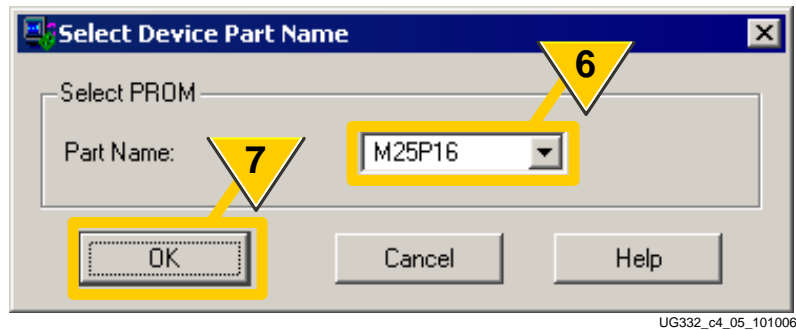 Select Device Part Name
6
Select PROM
Part Name:
7
M25P16
OK
Cancel
Help
UG332_c4_05_101006